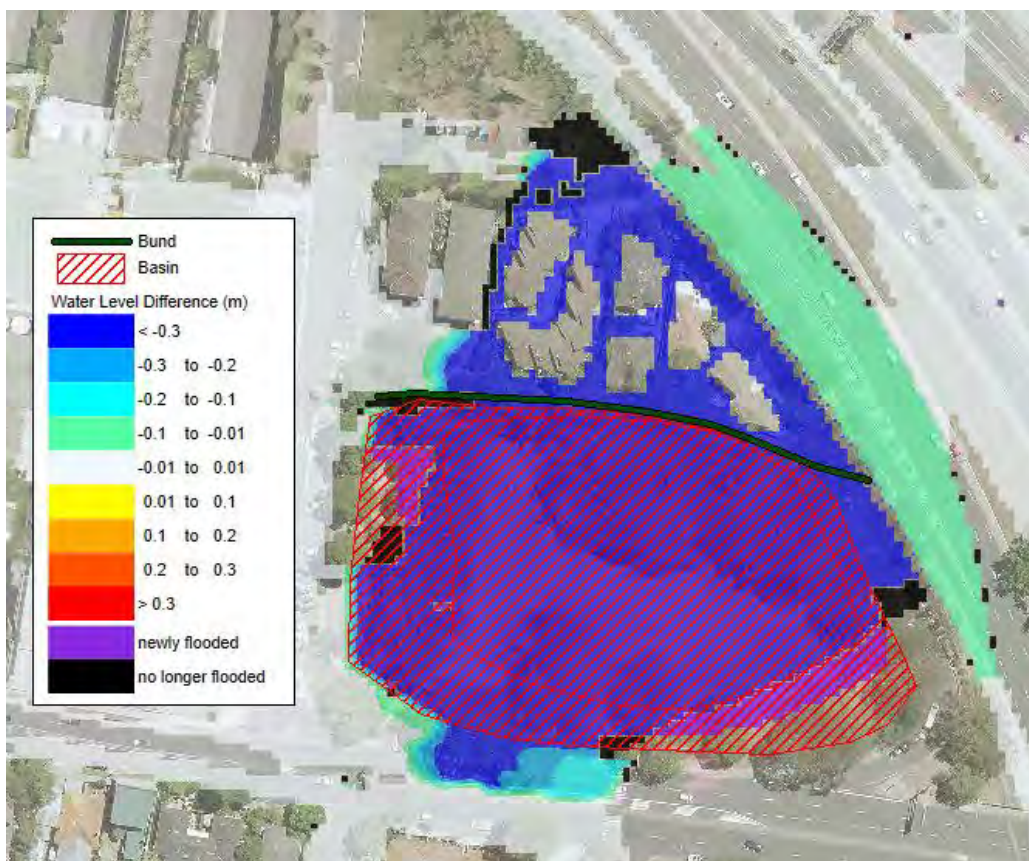 Bund
Basin
Water Level Difference (m)
< -0.3
-0.3 to -0.2
-0.2 to -0.1
-0.1 to -0.01
-0.01 to 0.01
0.01 to 0.1
0.1 to 0.2
0.2 to 0.3
> 0.3
newly flooded
no longer flooded